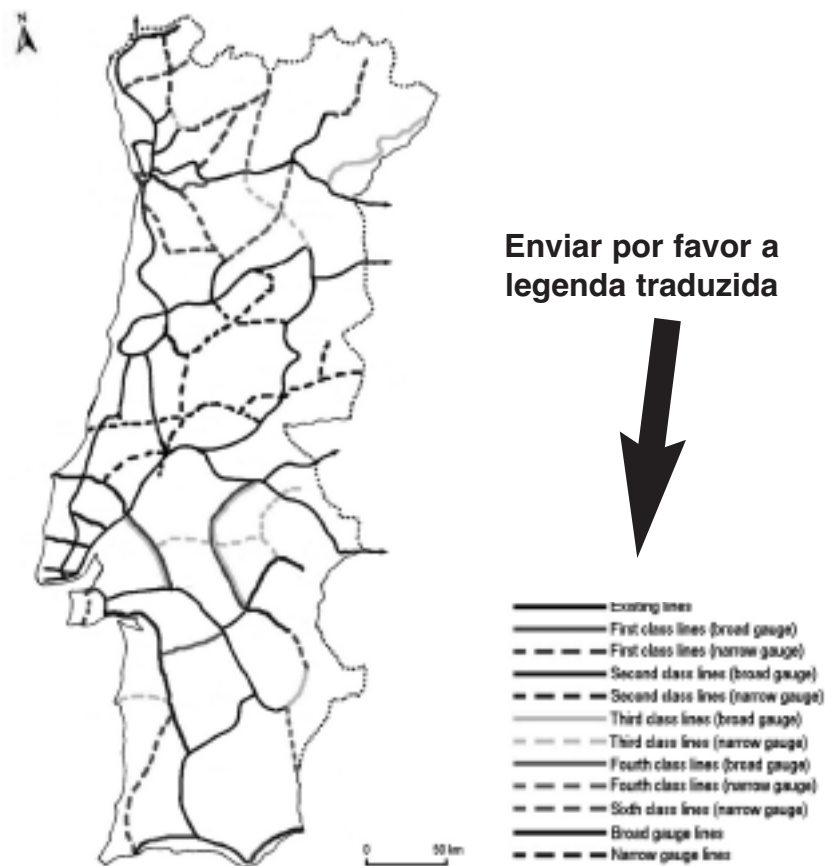 N
Enviar por favor a
legenda traduzida
Existing lines
First class lines (broad gauge)
First class lines (narrow gauge)
Second class lines (broad gauge)
Second class lines (narrow gauge)
Third class lines (broad gauge)
Third class lines (narrow gauge)
Fourth class lines (broad gauge)
Fourth class lines (narrow gauge)
Sixth class lines (narrow gauge)
Broad gauge lines
Narrow gauge lines
0 50 km